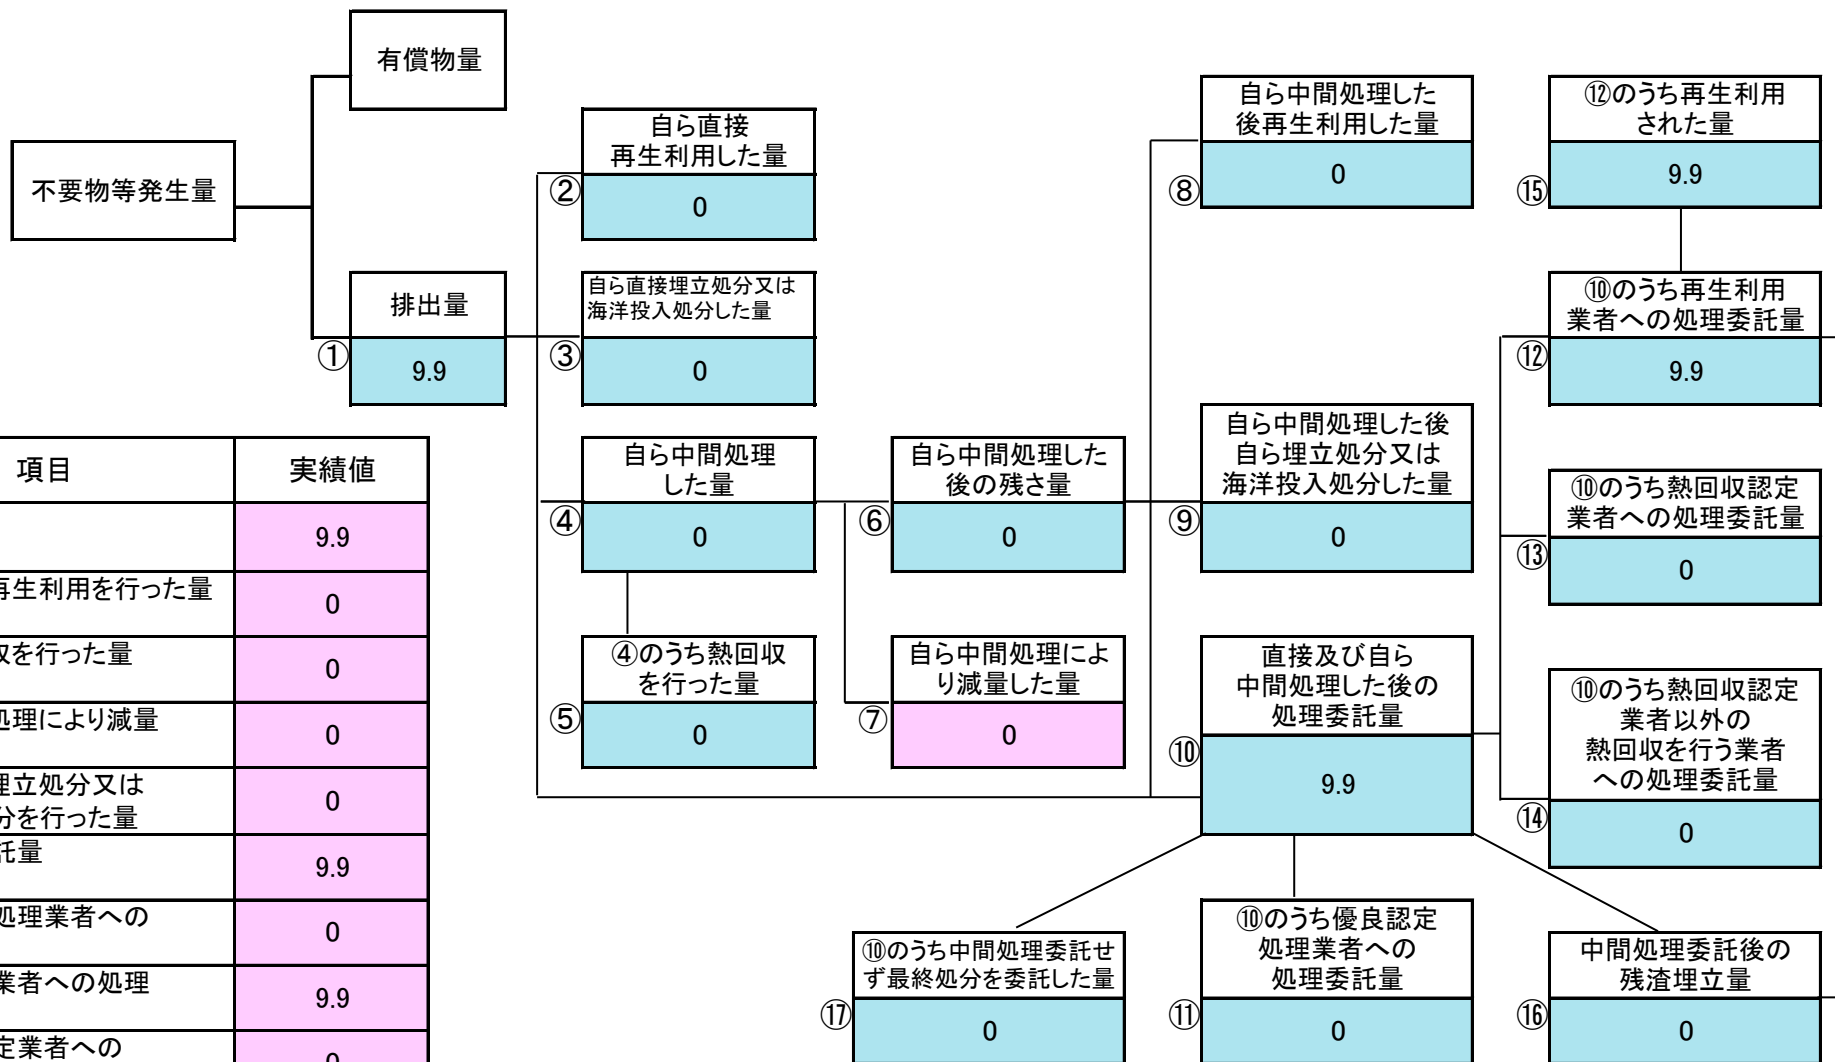 有償物量
不要物等発生量
排出量
①
9.9
自ら直接
再生利用した量
②
0
自ら直接埋立処分又は
海洋投入処分した量
③
0
自ら中間処理
した量
④
0
④のうち熱回収
を行った量
⑤
0
自ら中間処理した
後の残さ量
⑥
0
自ら中間処理によ
り減量した量
⑦
0
自ら中間処理した
後再生利用した量
⑧
0
自ら中間処理した後
自ら埋立処分又は
海洋投入処分した量
⑨
0
直接及び自ら
中間処理した後の
処理委託量
⑩
9.9
⑫のうち再生利用
された量
⑮
9.9
⑩のうち再生利用
業者への処理委託量
⑫
9.9
⑩のうち熱回収認定
業者への処理委託量
⑬
0
⑩のうち熱回収認定
業者以外の
熱回収を行う業者
への処理委託量
⑭
0
⑩のうち中間処理委託せ
ず最終処分を委託した量
⑰
0
⑩のうち優良認定
処理業者への
処理委託量
⑪
0
中間処理委託後の
残渣埋立量
⑯
0
項目 実績値
9.9
再生利用を行った量 0
収を行った量 0
処理により減量 0
埋立処分又は
分を行った量 0
託量 9.9
処理業者への 0
業者への処理 9.9
定業者への 0